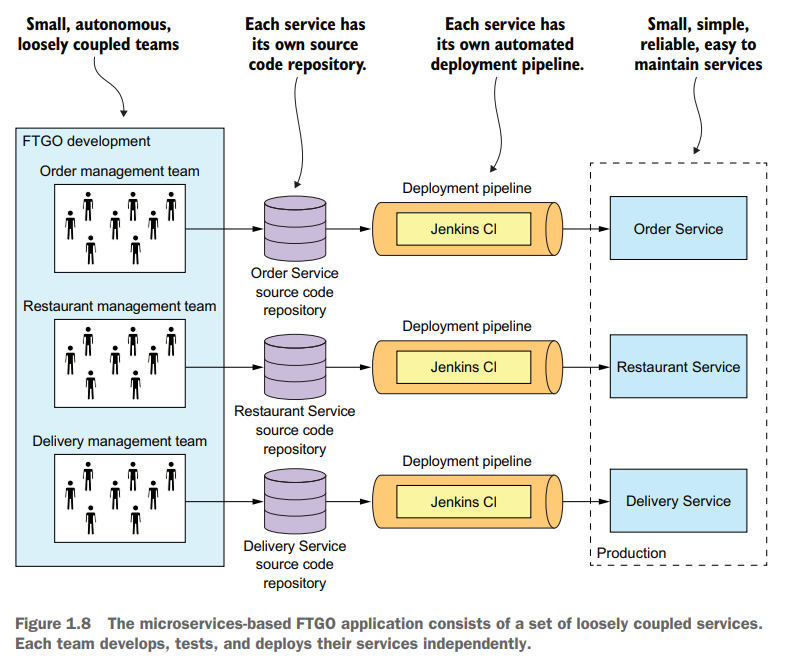 Small, autonomous,
loosely coupled teams
Each service has
its own source
code repository.
Each service has
its own automated
deployment pipeline.
Small, simple,
reliable, easy to
maintain services
FTGO development
Order management team
Deployment pipeline
Jenkins CI
Order Service
Order Service
source code
repository
Restaurant management team
Deployment pipeline
Jenkins CI
Restaurant Service
Restaurant Service
source code
repository
Delivery management team
Deployment pipeline
Jenkins CI
Delivery Service
Delivery Service
source code
repository
Production
Figure 1.8 The microservices-based FTGO application consists of a set of loosely coupled services.
Each team develops, tests, and deploys their services independently.